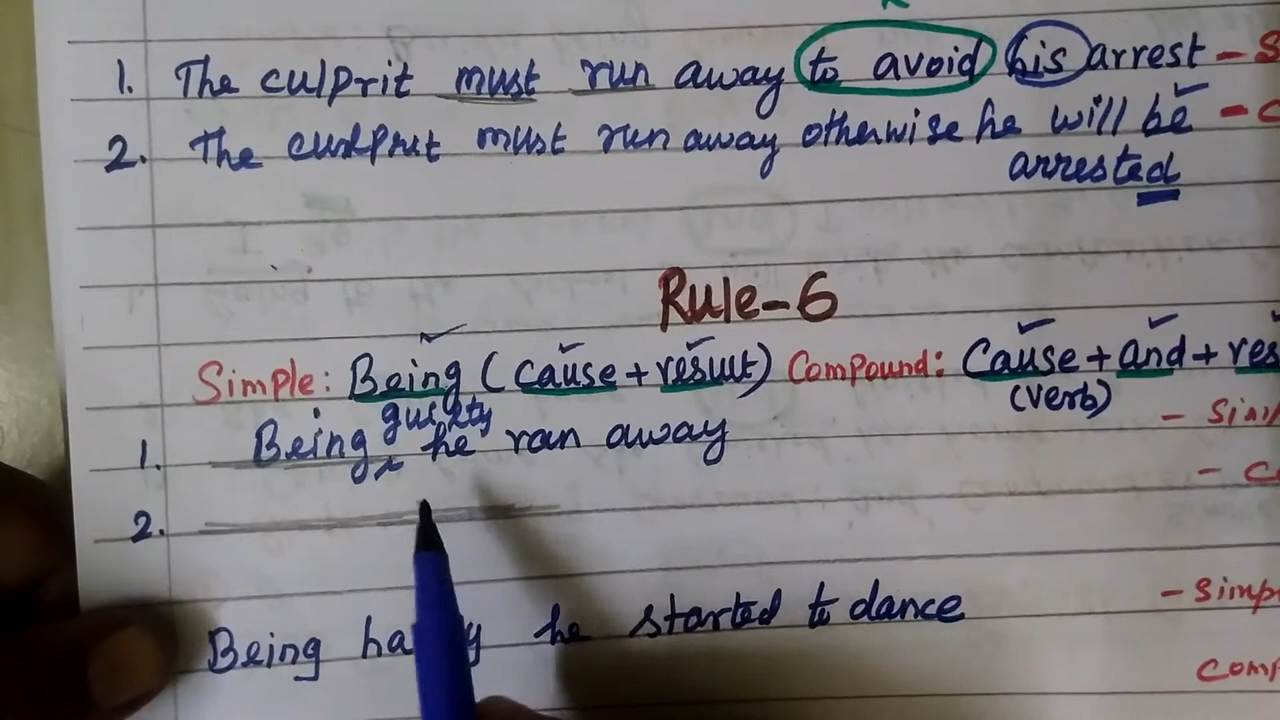 1. The culprit must run away to avoid his arrest - S
2. The culprit must run away otherwise he will be - C
arrested
Rule-6
Simple: Being (cause + result) Compound: Cause + and + res
(verb)
guilty
1. Being he ran away - Sim
2. - Co
Being he started to dance - Simp
Comp